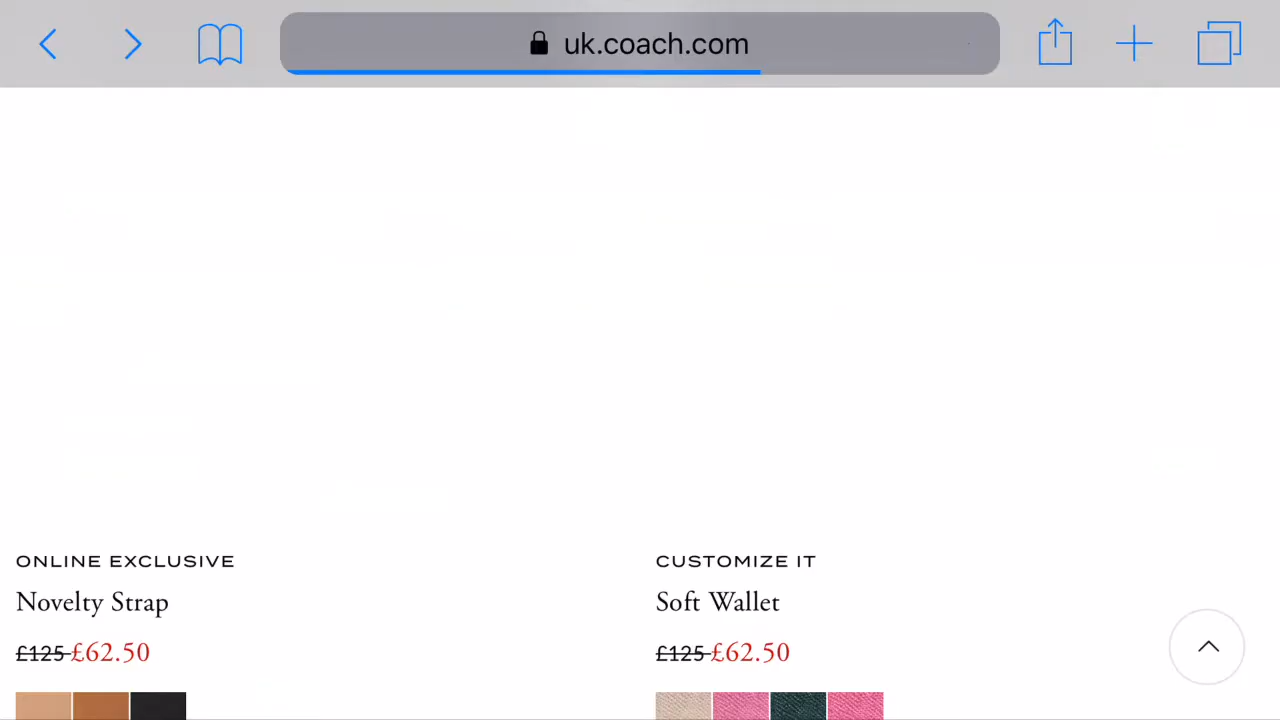 uk.coach.com
ONLINE EXCLUSIVE
Novelty Strap
£125 £62.50
CUSTOMIZE IT
Soft Wallet
£125 £62.50